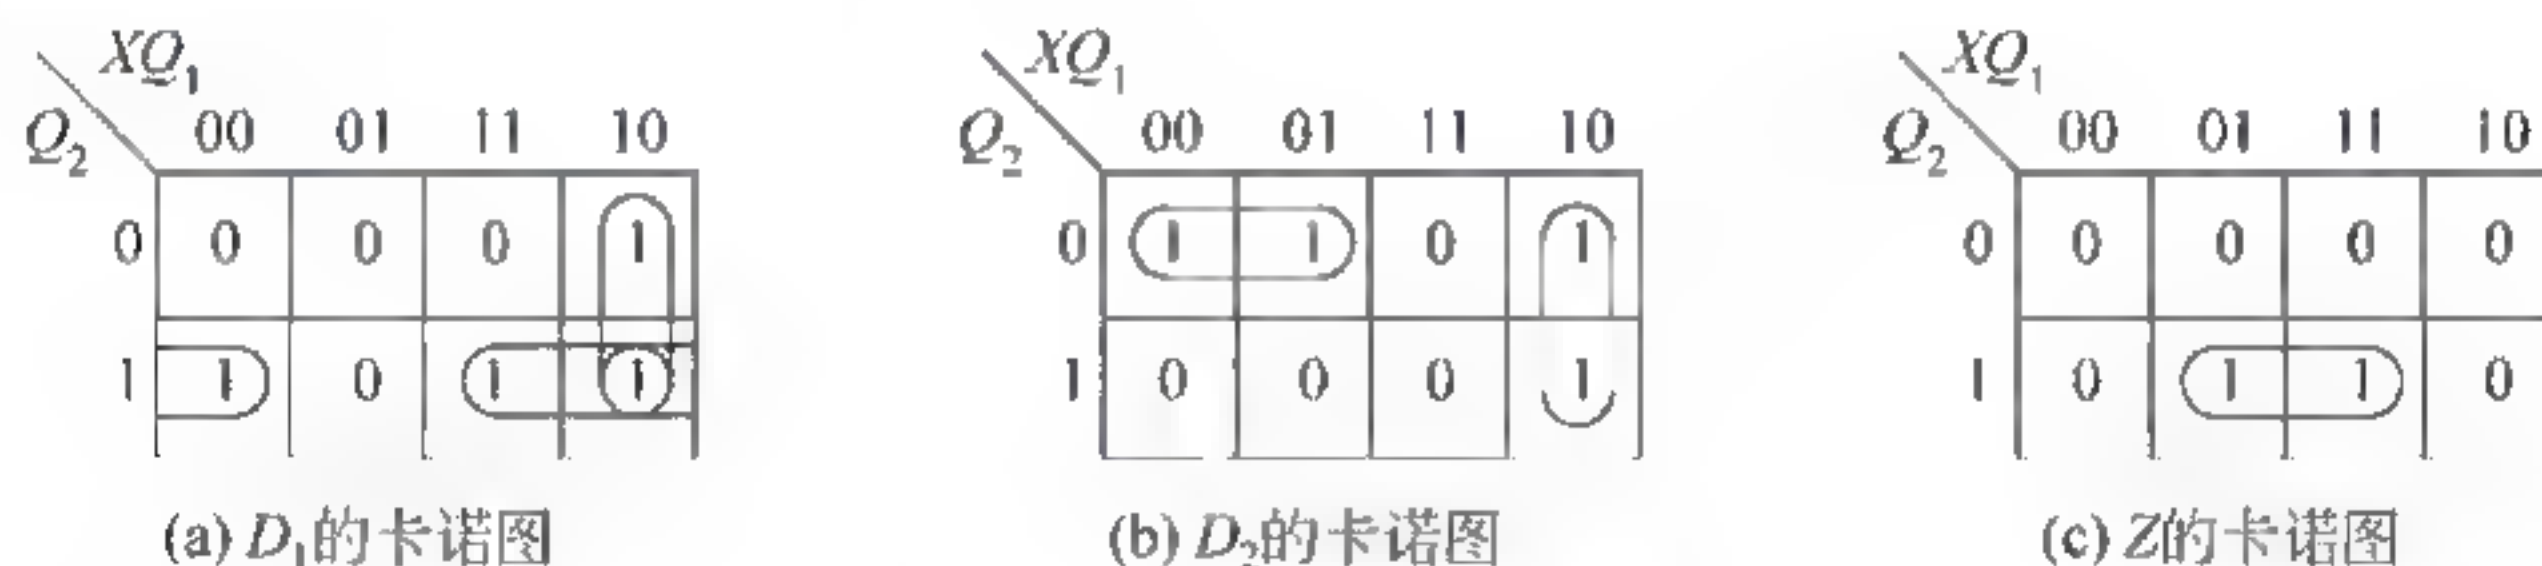 XQ₁ XQ₁ XQ₁
Q₂ 00 01 11 10 Q₂ 00 01 11 10 Q₂ 00 01 11 10
0 0 0 0 1 0 1 1 0 1 0 0 0 0 0
1 1 0 1 1 1 0 0 0 1 1 0 1 1 0
(a) D₁的卡诺图 (b) D₂的卡诺图 (c) Z的卡诺图